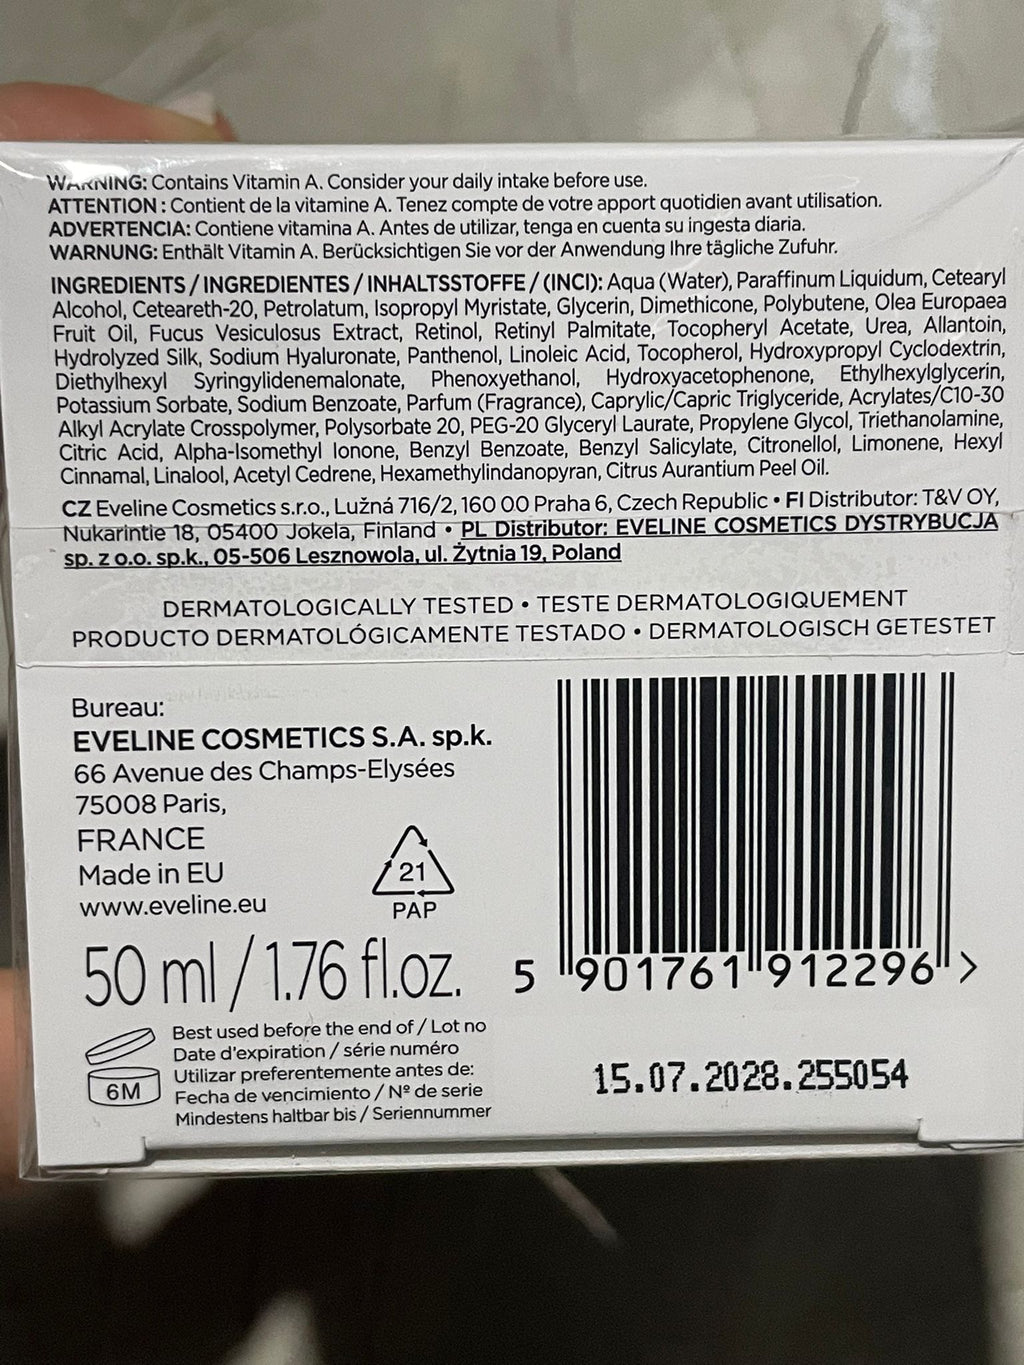 WARNING: Contains Vitamin A. Consider your daily intake before use.
ATTENTION : Contient de la vitamine A. Tenez compte de votre apport quotidien avant utilisation.
ADVERTENCIA: Contiene vitamina A. Antes de utilizar, tenga en cuenta su ingesta diaria.
WARNUNG: Enthält Vitamin A. Berücksichtigen Sie vor der Anwendung Ihre tägliche Zufuhr.
INGREDIENTS / INGREDIENTES / INHALTSSTOFFE / (INCI): Aqua (Water), Paraffinum Liquidum, Cetearyl
Alcohol, Ceteareth-20, Petrolatum, Isopropyl Myristate, Glycerin, Dimethicone, Polybutene, Olea Europaea
Fruit Oil, Fucus Vesiculosus Extract, Retinol, Retinyl Palmitate, Tocopheryl Acetate, Urea, Allantoin,
Hydrolyzed Silk, Sodium Hyaluronate, Panthenol, Linoleic Acid, Tocopherol, Hydroxypropyl Cyclodextrin,
Diethylhexyl Syringylidenemalonate, Phenoxyethanol, Hydroxyacetophenone, Ethylhexylglycerin,
Potassium Sorbate, Sodium Benzoate, Parfum (Fragrance), Caprylic/Capric Triglyceride, Acrylates/C10-30
Alkyl Acrylate Crosspolymer, Polysorbate 20, PEG-20 Glyceryl Laurate, Propylene Glycol, Triethanolamine,
Citric Acid, Alpha-Isomethyl Ionone, Benzyl Benzoate, Benzyl Salicylate, Citronellol, Limonene, Hexyl
Cinnamal, Linalool, Acetyl Cedrene, Hexamethylindanopyran, Citrus Aurantium Peel Oil.
CZ Eveline Cosmetics s.r.o., Lužná 716/2, 160 00 Praha 6, Czech Republic • FI Distributor: T&V OY,
Nukarintie 18, 05400 Jokela, Finland • PL Distributor: EVELINE COSMETICS DYSTRYBUCJA
sp. z o.o. sp.k., 05-506 Lesznowola, ul. Żytnia 19, Poland
DERMATOLOGICALLY TESTED • TESTE DERMATOLOGIQUEMENT
PRODUCTO DERMATOLÓGICAMENTE TESTADO • DERMATOLOGISCH GETESTET
Bureau:
EVELINE COSMETICS S.A. sp.k.
66 Avenue des Champs-Elysées
75008 Paris,
FRANCE
Made in EU
www.eveline.eu
21
PAP
50 ml / 1.76 fl.oz.
5 901761 912296 >
6M
Best used before the end of / Lot no
Date d'expiration / série numéro
Utilizar preferentemente antes de:
Fecha de vencimiento / Nº de serie
Mindestens haltbar bis / Seriennummer
15.07.2028.255054